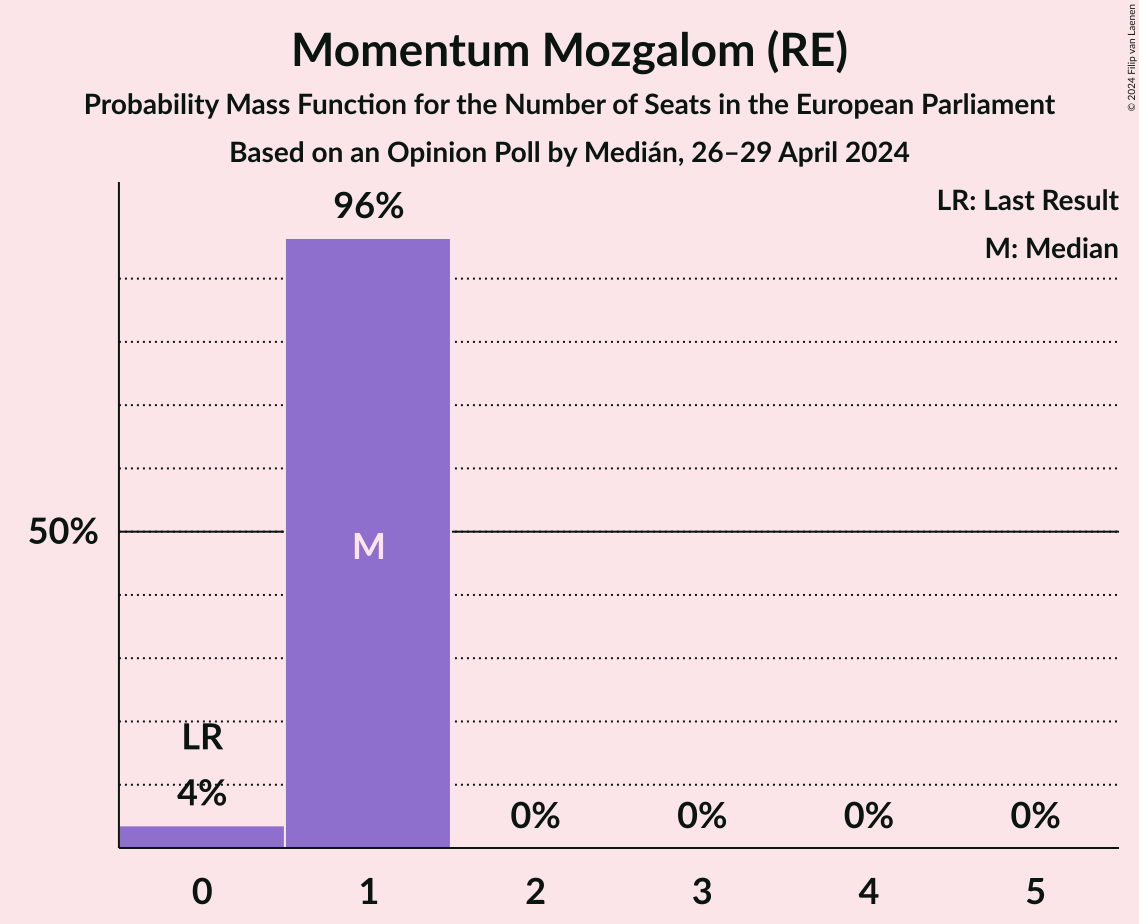 Momentum Mozgalom (RE)
Probability Mass Function for the Number of Seats in the European Parliament
Based on an Opinion Poll by Medián, 26–29 April 2024
© 2024 Filip van Laenen
LR: Last Result
M: Median
96%
50%
M
LR
4%
0%
0%
0%
0%
0
1
2
3
4
5